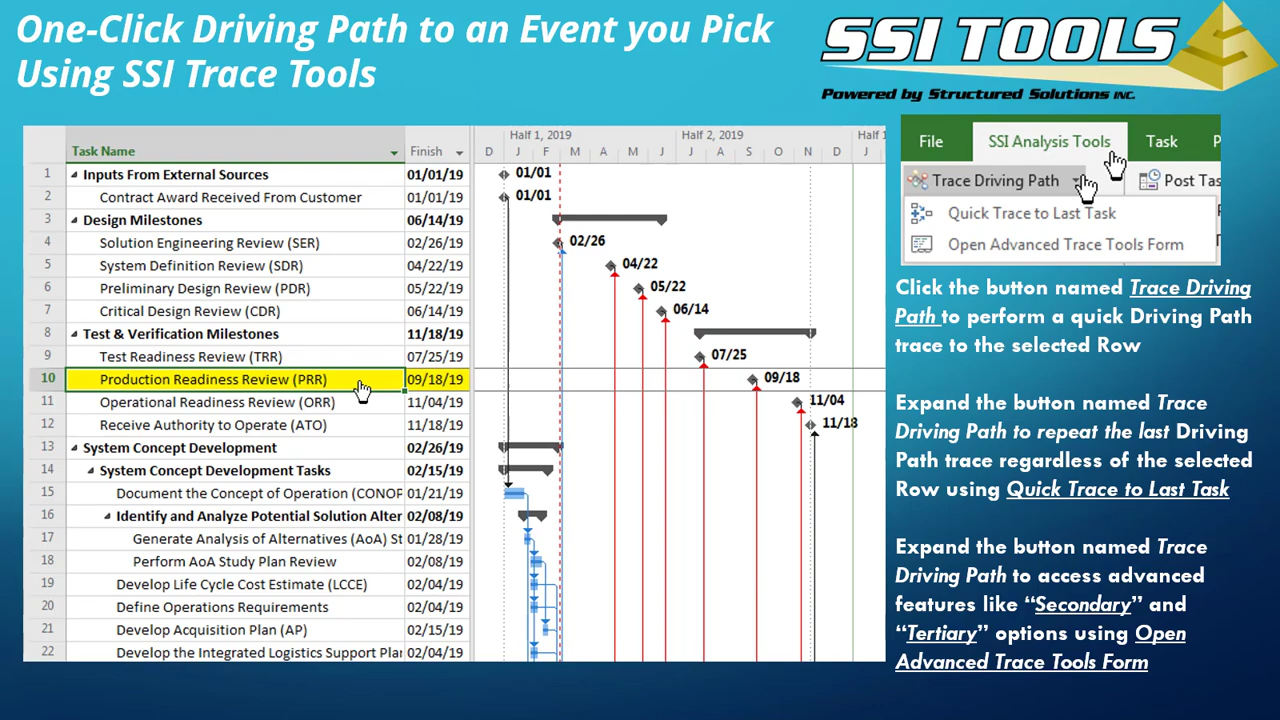 One-Click Driving Path to an Event you Pick
Using SSI Trace Tools
SSI TOOLS
Powered by Structured Solutions INC.
Task Name Finish
Half 1, 2019 Half 2, 2019 Half 1
D J F M A M J J A S O N D J F
1 Inputs From External Sources 01/01/19 01/01
2 Contract Award Received From Customer 01/01/19 01/01
3 Design Milestones 06/14/19
4 Solution Engineering Review (SER) 02/26/19 02/26
5 System Definition Review (SDR) 04/22/19 04/22
6 Preliminary Design Review (PDR) 05/22/19 05/22
7 Critical Design Review (CDR) 06/14/19 06/14
8 Test & Verification Milestones 11/18/19
9 Test Readiness Review (TRR) 07/25/19 07/25
10 Production Readiness Review (PRR) 09/18/19 09/18
11 Operational Readiness Review (ORR) 11/04/19 11/04
12 Receive Authority to Operate (ATO) 11/18/19 11/18
13 System Concept Development 02/26/19
14 System Concept Development Tasks 02/15/19
15 Document the Concept of Operation (CONOP 01/21/19
16 Identify and Analyze Potential Solution Alter 02/08/19
17 Generate Analysis of Alternatives (AoA) St 01/28/19
18 Perform AoA Study Plan Review 02/08/19
19 Develop Life Cycle Cost Estimate (LCCE) 02/04/19
20 Define Operations Requirements 02/04/19
21 Develop Acquisition Plan (AP) 02/15/19
22 Develop the Integrated Logistics Support Plan 02/04/19
File SSI Analysis Tools Task
Trace Driving Path Post Tas
Quick Trace to Last Task
Open Advanced Trace Tools Form
Click the button named Trace Driving
Path to perform a quick Driving Path
trace to the selected Row
Expand the button named Trace
Driving Path to repeat the last Driving
Path trace regardless of the selected
Row using Quick Trace to Last Task
Expand the button named Trace
Driving Path to access advanced
features like “Secondary” and
“Tertiary” options using Open
Advanced Trace Tools Form